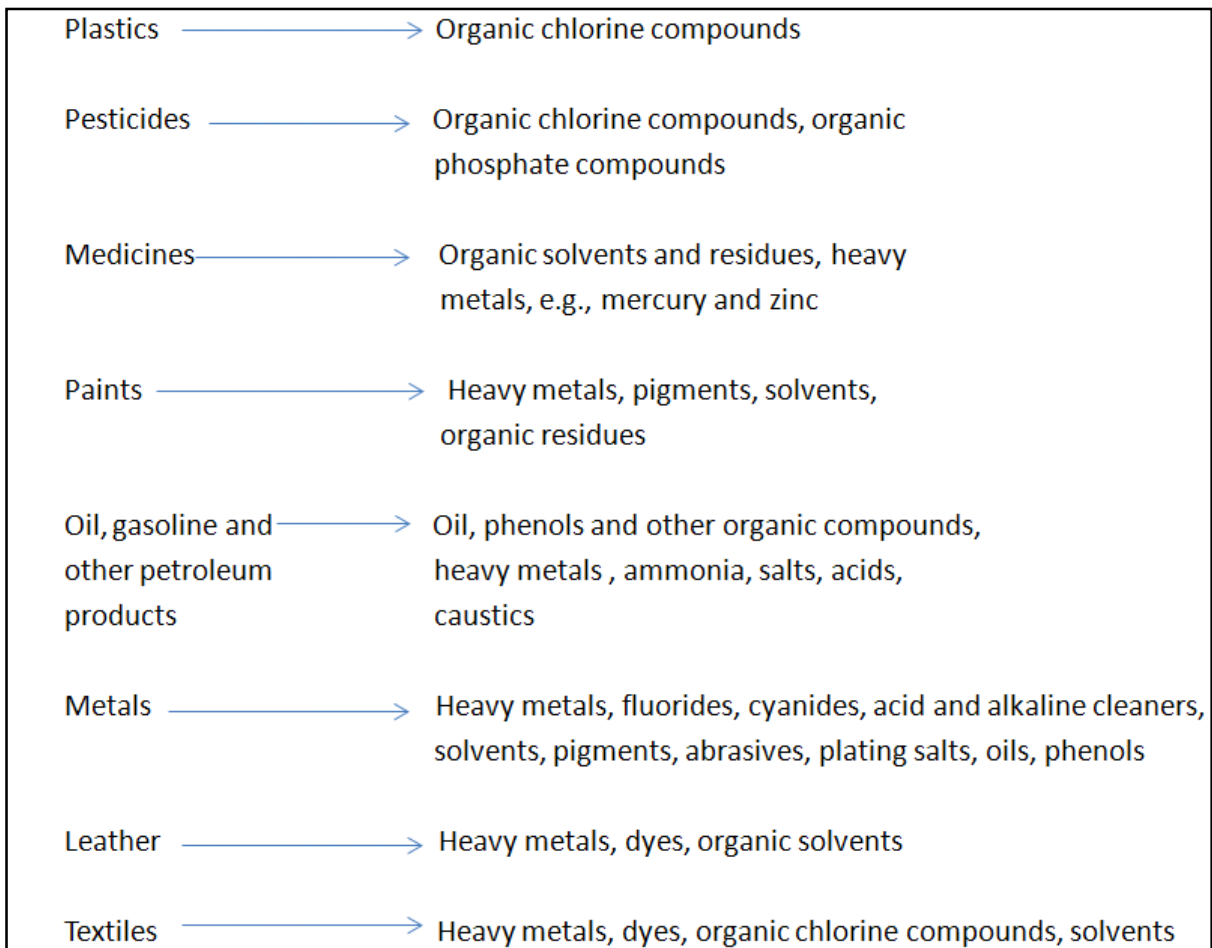 Plastics Organic chlorine compounds
Pesticides Organic chlorine compounds, organic
phosphate compounds
Medicines Organic solvents and residues, heavy
metals, e.g., mercury and zinc
Paints Heavy metals, pigments, solvents,
organic residues
Oil, gasoline and Oil, phenols and other organic compounds,
other petroleum heavy metals , ammonia, salts, acids,
products caustics
Metals Heavy metals, fluorides, cyanides, acid and alkaline cleaners,
solvents, pigments, abrasives, plating salts, oils, phenols
Leather Heavy metals, dyes, organic solvents
Textiles Heavy metals, dyes, organic chlorine compounds, solvents